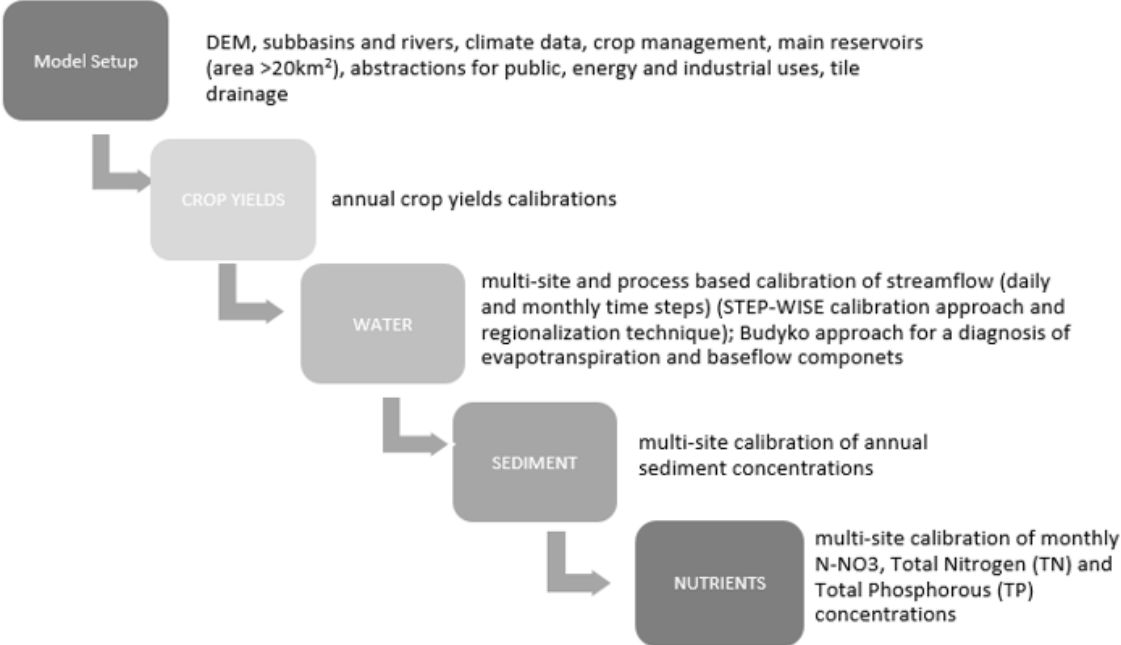 Model Setup
DEM, subbasins and rivers, climate data, crop management, main reservoirs
(area >20km²), abstractions for public, energy and industrial uses, tile
drainage
CROP YIELDS
annual crop yields calibrations
WATER
multi-site and process based calibration of streamflow (daily
and monthly time steps) (STEP-WISE calibration approach and
regionalization technique); Budyko approach for a diagnosis of
evapotranspiration and baseflow componets
SEDIMENT
multi-site calibration of annual
sediment concentrations
NUTRIENTS
multi-site calibration of monthly
N-NO3, Total Nitrogen (TN) and
Total Phosphorous (TP)
concentrations